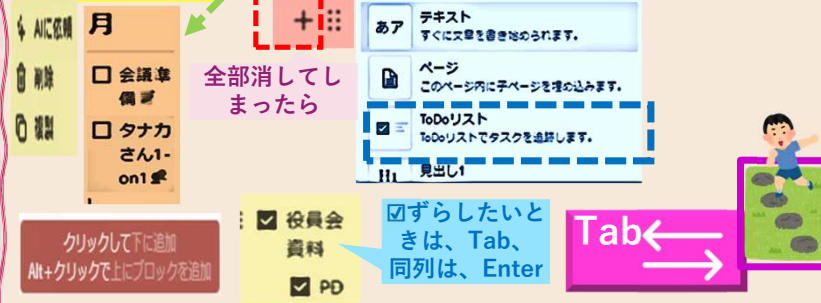 AIに依頼
削除
複製
月
会議準
備
タナカ
さん1-
on1
+
全部消してし
まったら
あア
テキスト
すぐに文章を書き始められます。
ページ
このページ内に子ページを埋め込みます。
ToDoリスト
ToDoリストでタスクを追跡します。
H1
見出し1
クリックして下に追加
Alt+クリックで上にブロックを追加
役員会
資料
PD
☑ずらしたいと
きは、Tab、
同列は、Enter
Tab